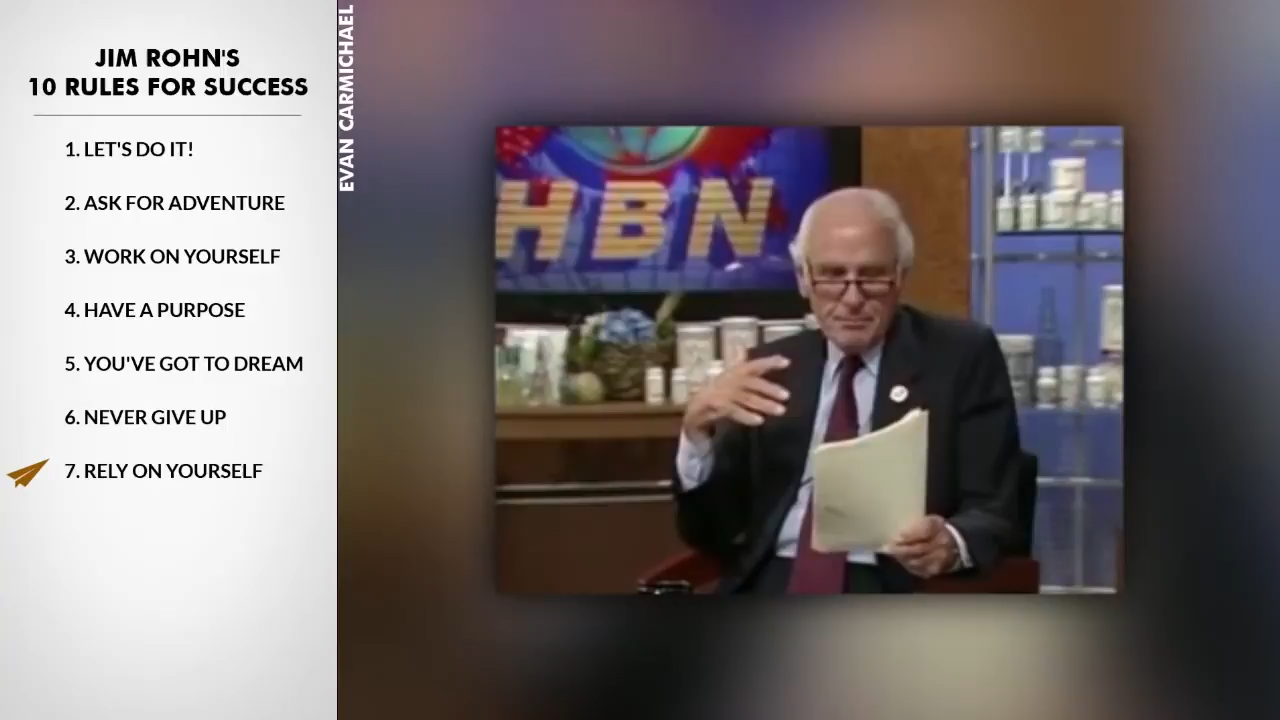 JIM ROHN'S
10 RULES FOR SUCCESS
1. LET'S DO IT!
2. ASK FOR ADVENTURE
3. WORK ON YOURSELF
4. HAVE A PURPOSE
5. YOU'VE GOT TO DREAM
6. NEVER GIVE UP
7. RELY ON YOURSELF
EVAN CARMICHAEL
HBN